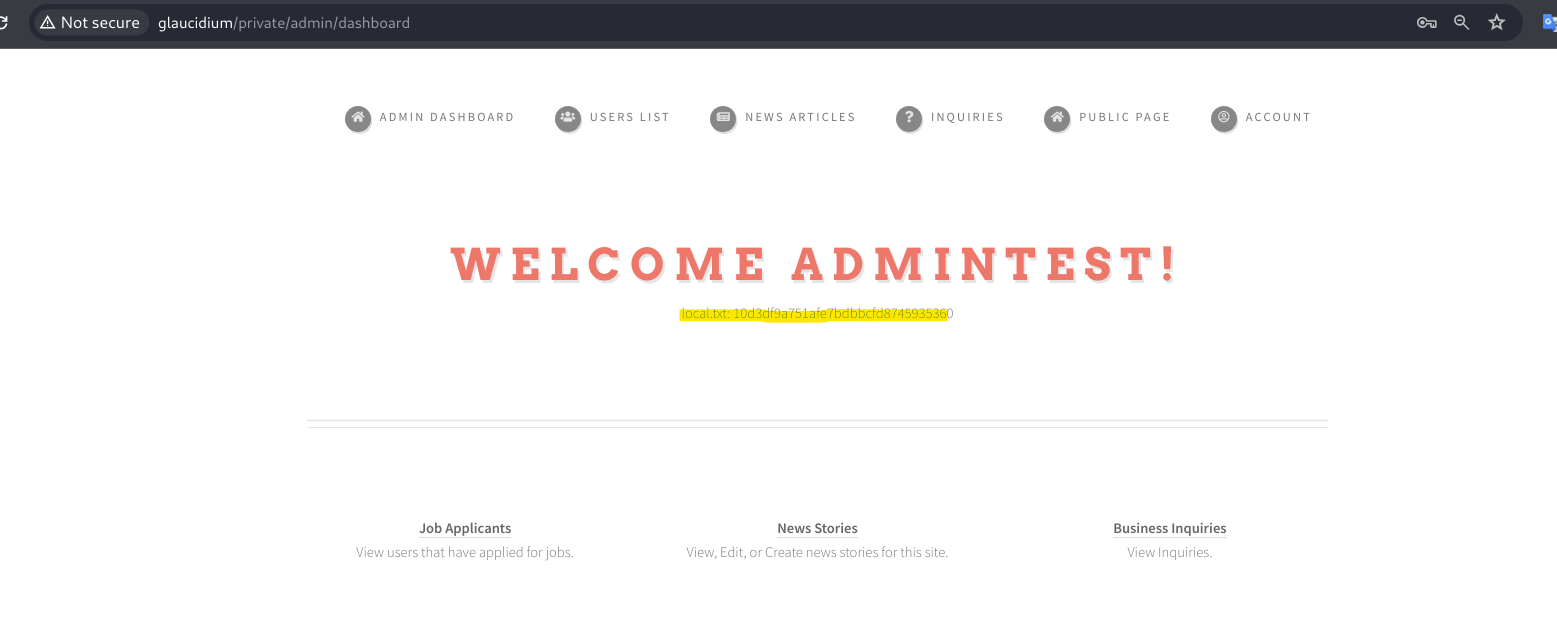 Not secure glaucidium/private/admin/dashboard
ADMIN DASHBOARD USERS LIST NEWS ARTICLES INQUIRIES PUBLIC PAGE ACCOUNT
WELCOME ADMINTEST!
local.txt: 10d3df9a751afe7bdbbcfd8745935360
Job Applicants News Stories Business Inquiries
View users that have applied for jobs. View, Edit, or Create news stories for this site. View Inquiries.